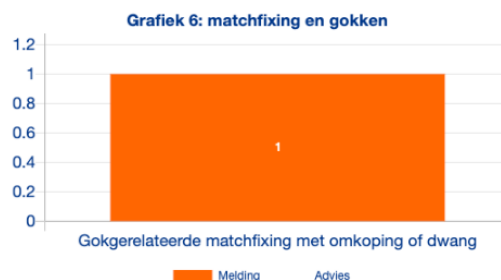 Grafiek 6: matchfixing en gokken
1.2
1
0.8
0.6
0.4
0.2
0
1
Gokgerelateerde matchfixing met omkoping of dwang
Melding Advies